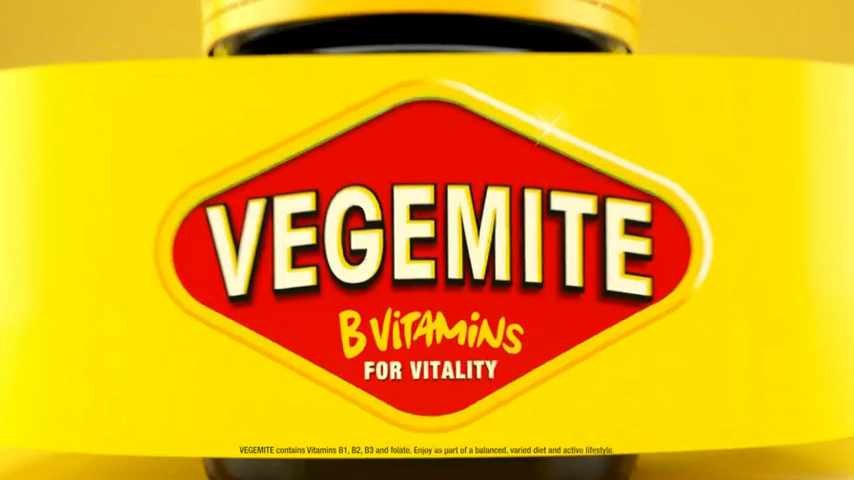 VEGEMITE
B ViTAMiNS
FOR VITALITY
VEGEMITE contains Vitamins B1, B2, B3 and folate. Enjoy as part of a balanced, varied diet and active lifestyle.